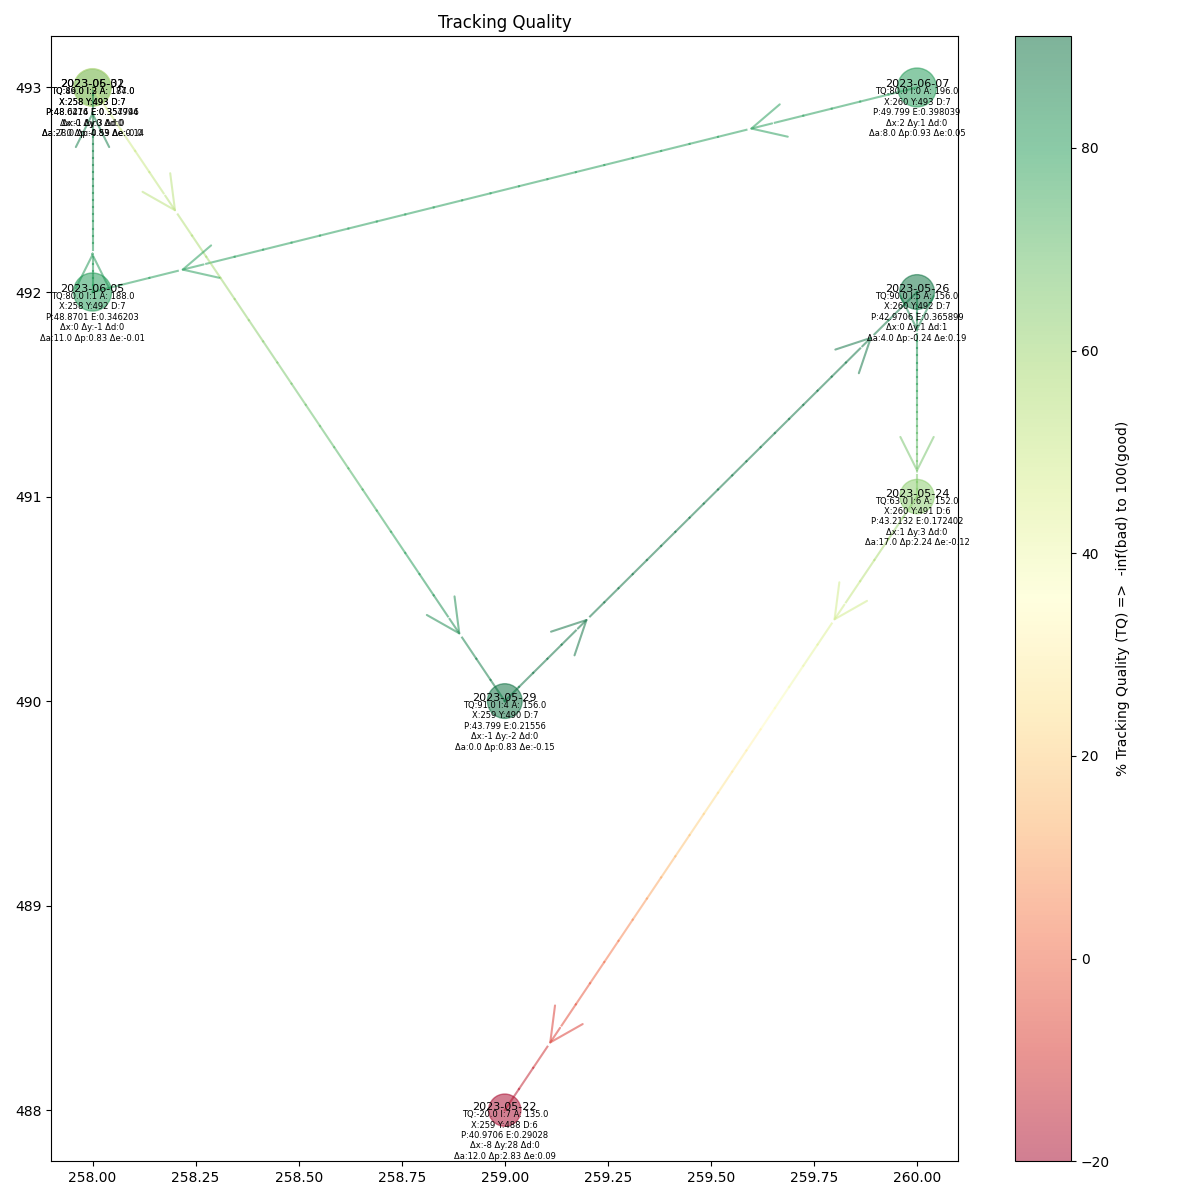 Tracking Quality
493
492
491
490
489
488
258.00
258.25
258.50
258.75
259.00
259.25
259.50
259.75
260.00
2023-06-07
TQ:80.0 I:0 A: 196.0
X:260 Y:493 D:7
P:49.799 E:0.398039
Δx:2 Δy:1 Δd:0
Δa:8.0 Δp:0.93 Δe:0.05
2023-06-05
TQ:80.0 I:1 A: 188.0
X:258 Y:492 D:7
P:48.8701 E:0.346203
Δx:0 Δy:-1 Δd:0
Δa:11.0 Δp:0.83 Δe:-0.01
X:258 Y:493 D:7
2023-05-26
TQ:90.0 I:5 A: 156.0
X:260 Y:492 D:7
P:42.9706 E:0.365899
Δx:0 Δy:1 Δd:1
Δa:4.0 Δp:-0.24 Δe:0.19
2023-05-24
TQ:63.0 I:6 A: 152.0
X:260 Y:491 D:6
P:43.2132 E:0.172402
Δx:1 Δy:3 Δd:0
Δa:17.0 Δp:2.24 Δe:-0.12
2023-05-29
TQ:91.0 I:4 A: 156.0
X:259 Y:490 D:7
P:43.799 E:0.21556
Δx:-1 Δy:-2 Δd:0
Δa:0.0 Δp:0.83 Δe:-0.15
2023-05-22
TQ:-20.0 I:7 A: 135.0
X:259 Y:488 D:6
P:40.9706 E:0.29028
Δx:-8 Δy:28 Δd:0
Δa:12.0 Δp:2.83 Δe:0.09
80
60
40
20
0
−20
% Tracking Quality (TQ) => -inf(bad) to 100(good)